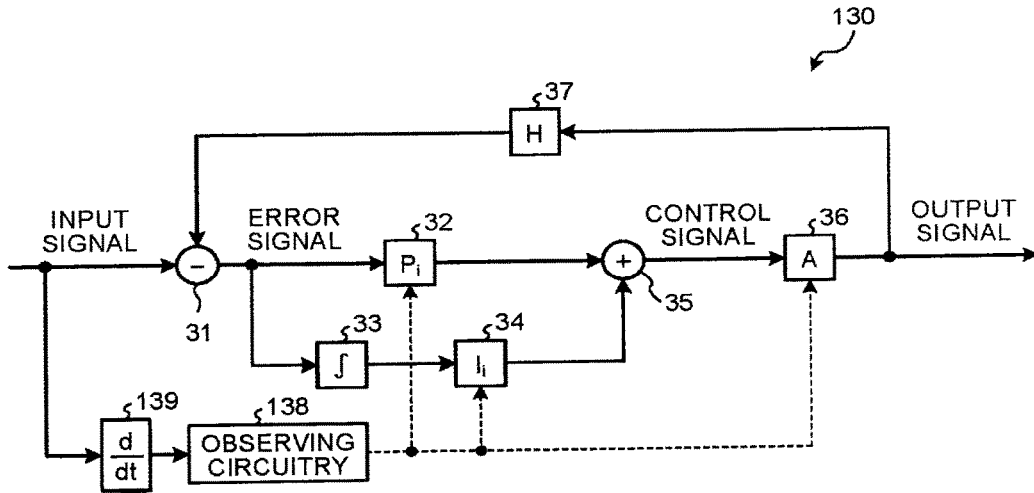 130
37
H
INPUT
SIGNAL
ERROR
SIGNAL
32
Pi
CONTROL
SIGNAL
36
A
OUTPUT
SIGNAL
−
31
+
35
33
∫
34
Ii
139
d
dt
138
OBSERVING
CIRCUITRY